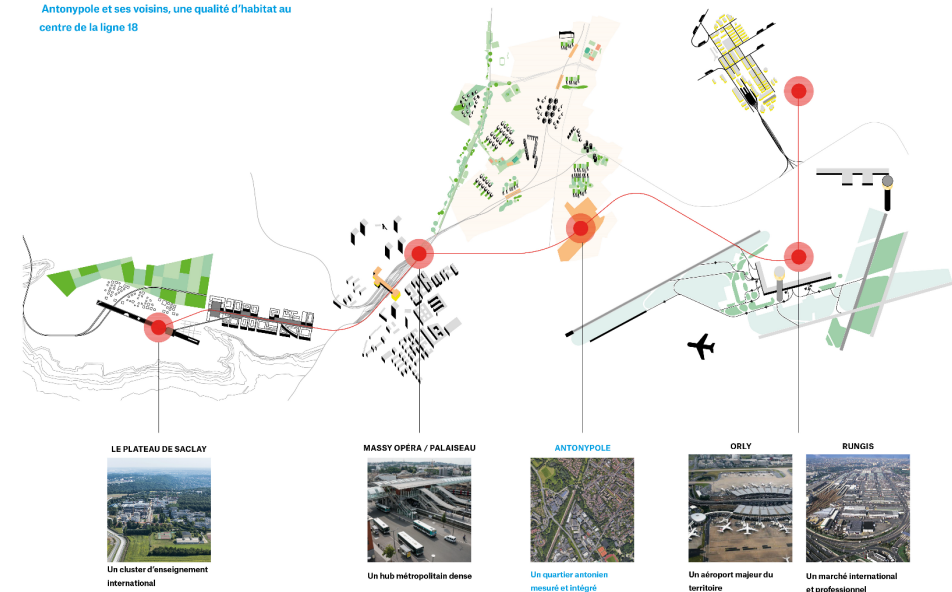 Antonypole et ses voisins, une qualité d'habitat au
centre de la ligne 18
LE PLATEAU DE SACLAY
MASSY OPÉRA / PALAISEAU
ANTONYPOLE
ORLY
RUNGIS
Un cluster d'enseignement
international
Un hub métropolitain dense
Un quartier antonien
mesuré et intégré
Un aéroport majeur du
territoire
Un marché international
et professionnel